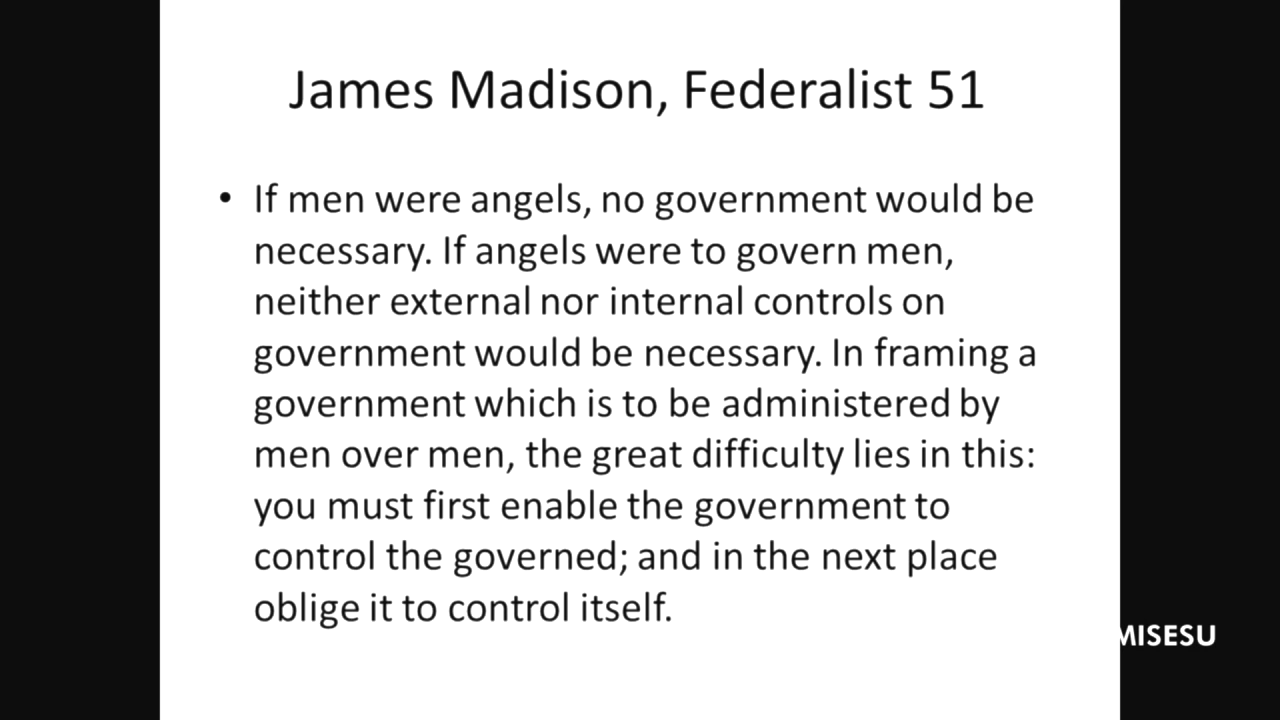 James Madison, Federalist 51
• If men were angels, no government would be
necessary. If angels were to govern men,
neither external nor internal controls on
government would be necessary. In framing a
government which is to be administered by
men over men, the great difficulty lies in this:
you must first enable the government to
control the governed; and in the next place
oblige it to control itself.
MISESU